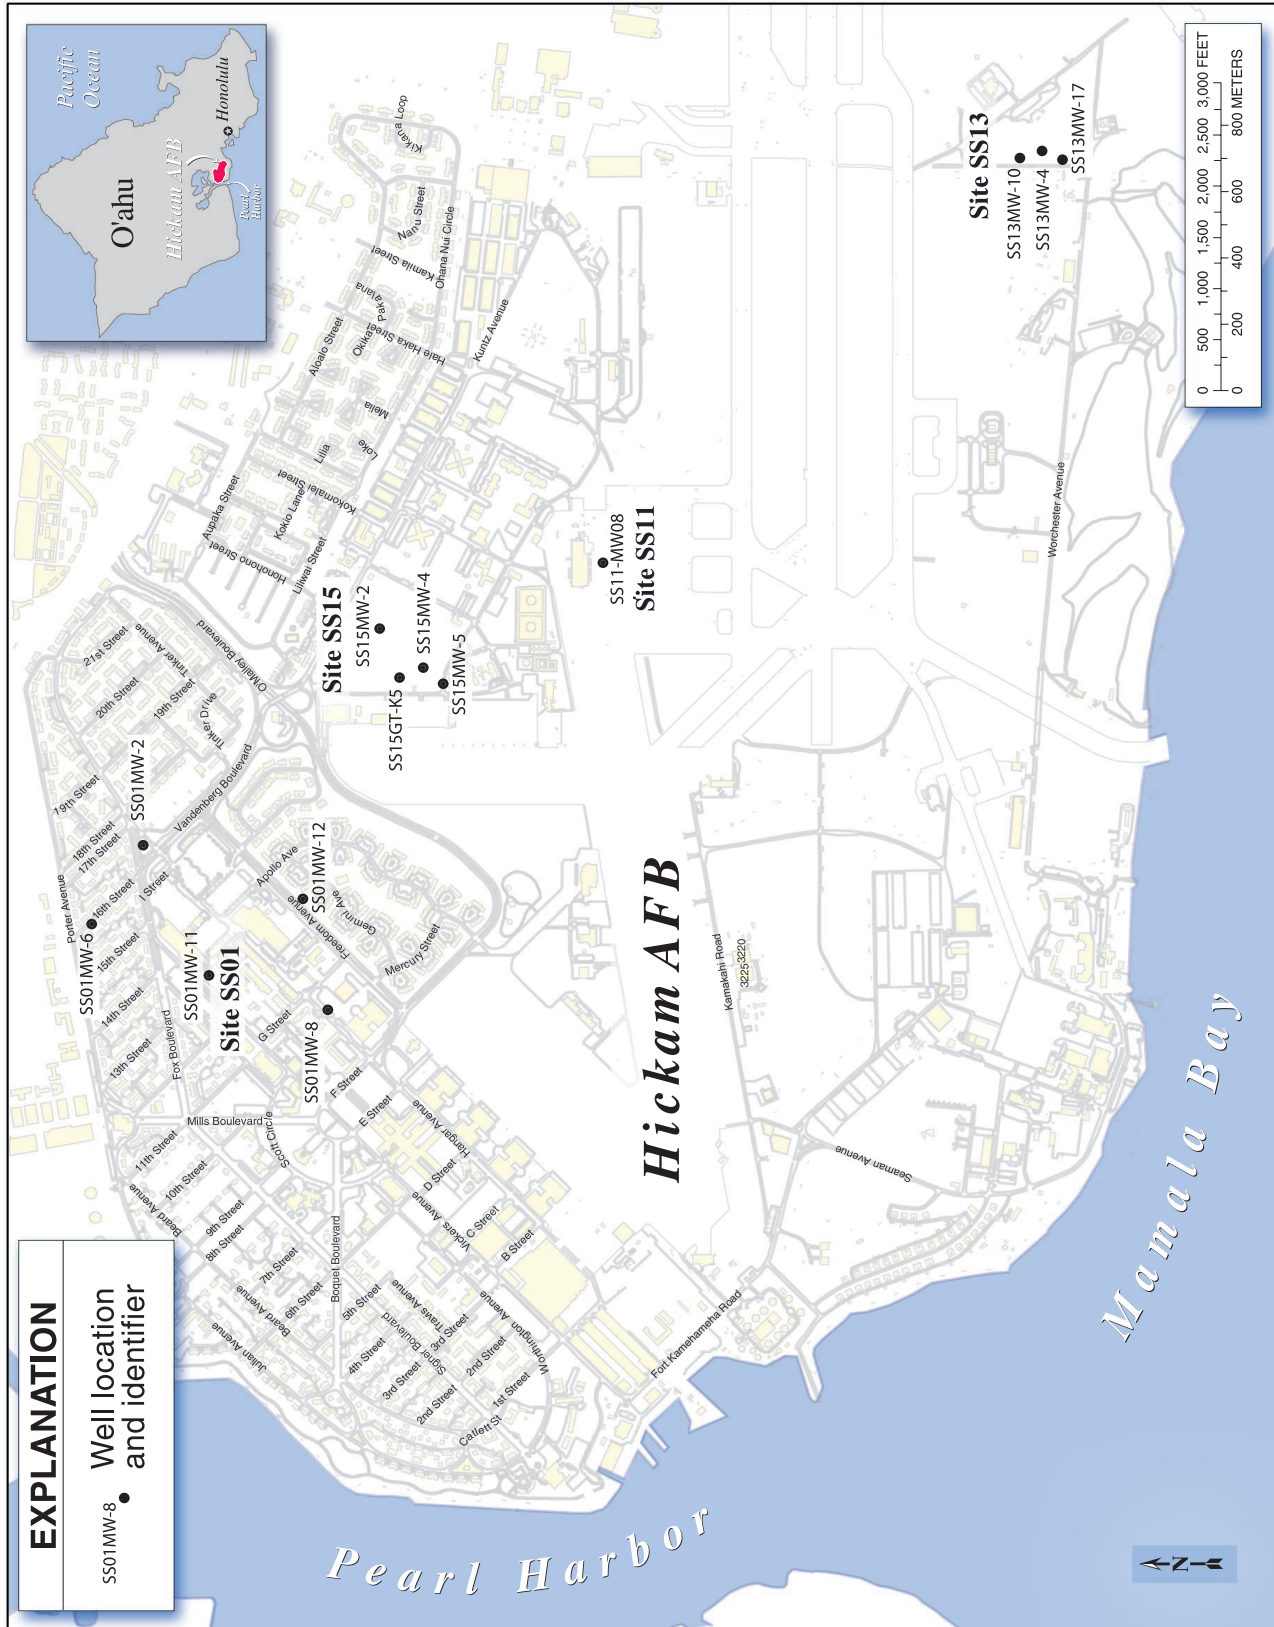 EXPLANATION
SS01MW-8
Well location
and identifier
Pacific
Ocean
O'ahu
Hickam AFB
Pearl
Harbor
Honolulu
Porter Avenue
SS01MW-6
16th Street
15th Street
14th Street
13th Street
17th Street
18th Street
19th Street
SS01MW-2
I Street
Fox Boulevard
SS01MW-11
Site SS01
G Street
SS01MW-8
F Street
E Street
Mills Boulevard
Scott Circle
11th Street
10th Street
9th Street
8th Street
7th Street
6th Street
5th Street
4th Street
3rd Street
2nd Street
Beard Avenue
Beard Avenue
Julian Avenue
Boquet Boulevard
Travis Avenue
Signer Boulevard
3rd Street
2nd Street
1st Street
Catlett St
Worthington Avenue
Vickers Avenue
Hangar Avenue
D Street
C Street
B Street
Fort Kamehameha Road
Vandenberg Boulevard
Apollo Ave
SS01MW-12
Freedom Avenue
Gemini Ave
Mercury Street
21st Street
20th Street
19th Street
Tinker Avenue
Tinker Drive
O'Malley Boulevard
Aupaka Street
Honohono Street
Kokio Lane
Liliwai Street
Kokomalei Street
Lilia
Loke
Melia
Aloalo Street
Okika
Paka'lana
Hale Haka Street
Kamila Street
Nanu Street
Kikana Loop
Ohana Nui Circle
Kuntz Avenue
Site SS15
SS15MW-2
SS15GT-K5
SS15MW-4
SS15MW-5
SS11-MW08
Site SS11
Hickam AFB
Kamakahi Road
3225
3220
Seaman Avenue
Worchester Avenue
Site SS13
SS13MW-10
SS13MW-4
SS13MW-17
Pearl Harbor
Mamala Bay
N
0 500 1,000 1,500 2,000 2,500 3,000 FEET
0 200 400 600 800 METERS